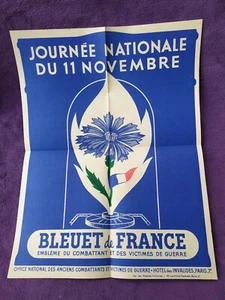 JOURNÉE NATIONALE
DU 11 NOVEMBRE
BLEUET de FRANCE
EMBLÈME DU COMBATTANT ET DES VICTIMES DE GUERRE
OFFICE NATIONAL DES ANCIENS COMBATTANTS ET VICTIMES DE GUERRE · HOTEL des INVALIDES, PARIS, 7e